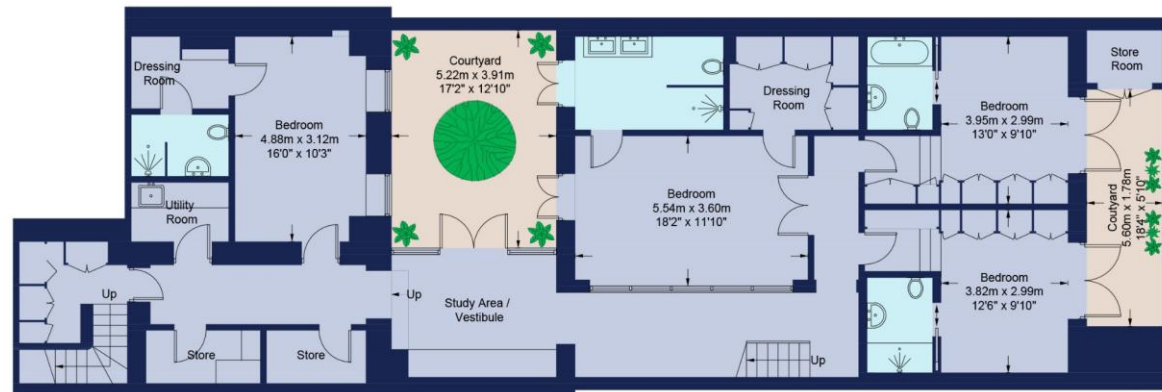 Dressing
Room
Bedroom
4.88m x 3.12m
16'0" x 10'3"
Utility
Room
Up
Store
Store
Courtyard
5.22m x 3.91m
17'2" x 12'10"
Up
Study Area /
Vestibule
Dressing
Room
Bedroom
5.54m x 3.60m
18'2" x 11'10"
Up
Bedroom
3.95m x 2.99m
13'0" x 9'10"
Store
Room
Coutyard
5.60m x 1.78m
18'4" x 5'10"
Bedroom
3.82m x 2.99m
12'6" x 9'10"